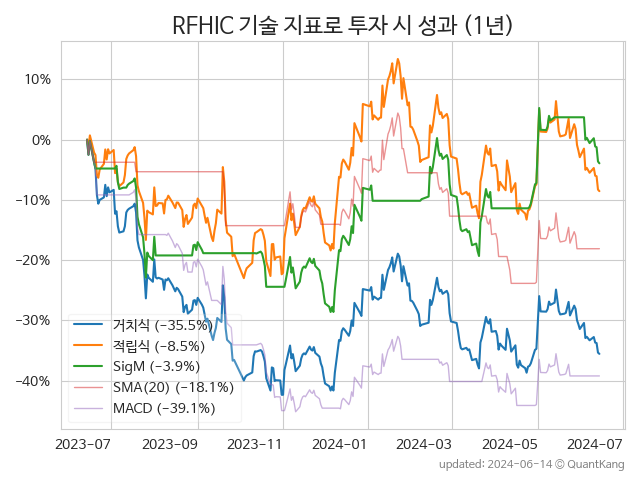 RFHIC 기술 지표로 투자 시 성과 (1년)
10%
0%
−10%
−20%
−30%
−40%
거치식 (−35.5%)
적립식 (−8.5%)
SigM (−3.9%)
SMA(20) (−18.1%)
MACD (−39.1%)
2023-07 2023-09 2023-11 2024-01 2024-03 2024-05 2024-07
updated: 2024-06-14 © QuantKang